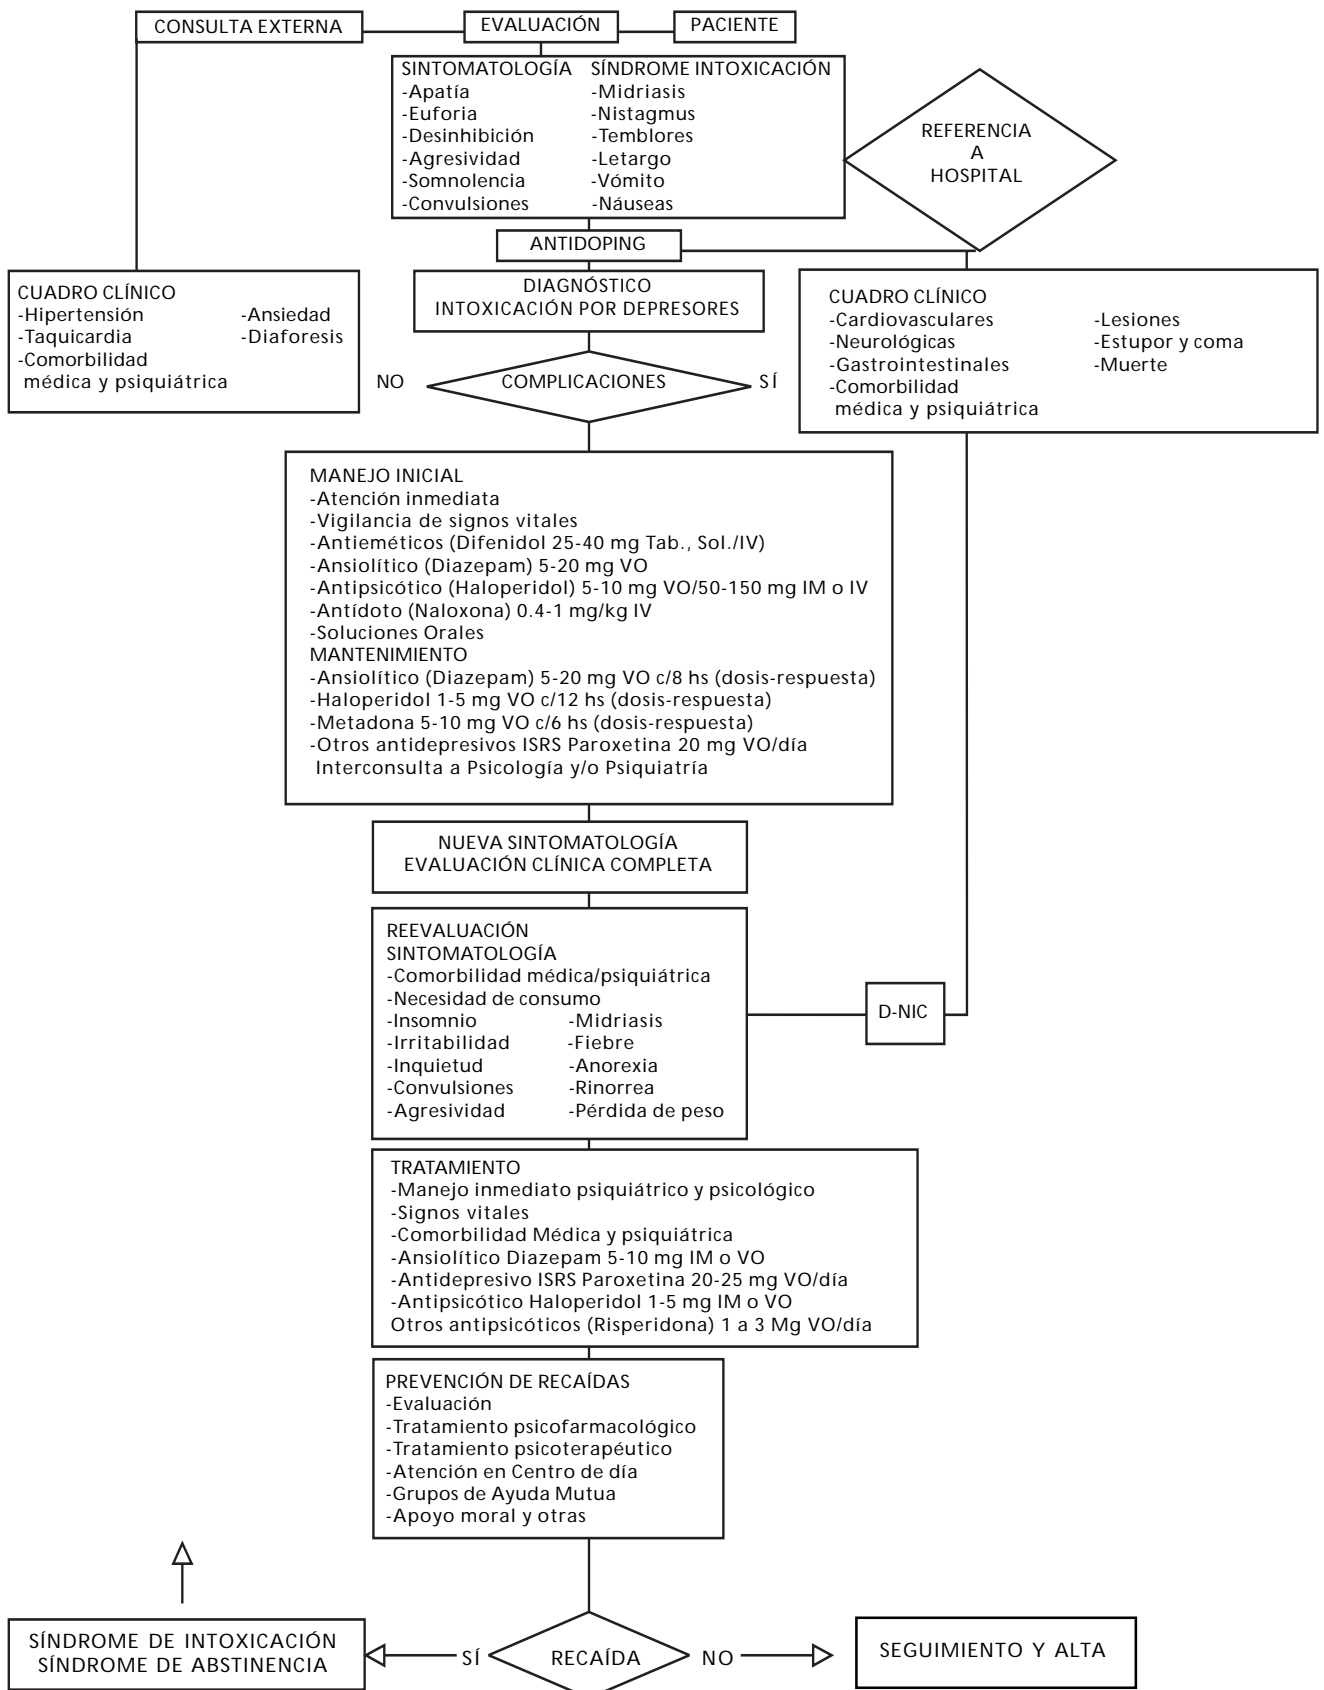 CONSULTA EXTERNA
EVALUACIÓN
PACIENTE
SINTOMATOLOGÍA
-Apatía
-Euforia
-Desinhibición
-Agresividad
-Somnolencia
-Convulsiones
SÍNDROME INTOXICACIÓN
-Midriasis
-Nistagmus
-Temblores
-Letargo
-Vómito
-Náuseas
REFERENCIA
A
HOSPITAL
ANTIDOPING
CUADRO CLÍNICO
-Hipertensión
-Taquicardia
-Comorbilidad
médica y psiquiátrica
-Ansiedad
-Diaforesis
DIAGNÓSTICO
INTOXICACIÓN POR DEPRESORES
CUADRO CLÍNICO
-Cardiovasculares
-Neurológicas
-Gastrointestinales
-Comorbilidad
médica y psiquiátrica
-Lesiones
-Estupor y coma
-Muerte
NO
COMPLICACIONES
SÍ
MANEJO INICIAL
-Atención inmediata
-Vigilancia de signos vitales
-Antieméticos (Difenidol 25-40 mg Tab., Sol./IV)
-Ansiolítico (Diazepam) 5-20 mg VO
-Antipsicótico (Haloperidol) 5-10 mg VO/50-150 mg IM o IV
-Antídoto (Naloxona) 0.4-1 mg/kg IV
-Soluciones Orales
MANTENIMIENTO
-Ansiolítico (Diazepam) 5-20 mg VO c/8 hs (dosis-respuesta)
-Haloperidol 1-5 mg VO c/12 hs (dosis-respuesta)
-Metadona 5-10 mg VO c/6 hs (dosis-respuesta)
-Otros antidepresivos ISRS Paroxetina 20 mg VO/día
Interconsulta a Psicología y/o Psiquiatría
NUEVA SINTOMATOLOGÍA
EVALUACIÓN CLÍNICA COMPLETA
REEVALUACIÓN
SINTOMATOLOGÍA
-Comorbilidad médica/psiquiátrica
-Necesidad de consumo
-Insomnio
-Irritabilidad
-Inquietud
-Convulsiones
-Agresividad
-Midriasis
-Fiebre
-Anorexia
-Rinorrea
-Pérdida de peso
D-NIC
TRATAMIENTO
-Manejo inmediato psiquiátrico y psicológico
-Signos vitales
-Comorbilidad Médica y psiquiátrica
-Ansiolítico Diazepam 5-10 mg IM o VO
-Antidepresivo ISRS Paroxetina 20-25 mg VO/día
-Antipsicótico Haloperidol 1-5 mg IM o VO
Otros antipsicóticos (Risperidona) 1 a 3 Mg VO/día
PREVENCIÓN DE RECAÍDAS
-Evaluación
-Tratamiento psicofarmacológico
-Tratamiento psicoterapéutico
-Atención en Centro de día
-Grupos de Ayuda Mutua
-Apoyo moral y otras
SÍNDROME DE INTOXICACIÓN
SÍNDROME DE ABSTINENCIA
SÍ
RECAÍDA
NO
SEGUIMIENTO Y ALTA